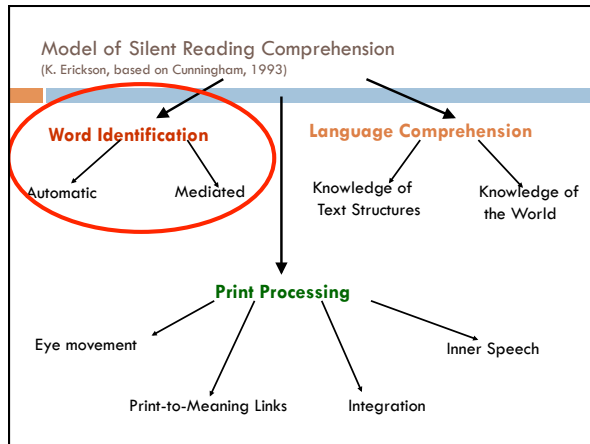 Model of Silent Reading Comprehension
(K. Erickson, based on Cunningham, 1993)
Word Identification
Language Comprehension
Automatic
Mediated
Knowledge of
Text Structures
Knowledge of
the World
Print Processing
Eye movement
Inner Speech
Print-to-Meaning Links
Integration